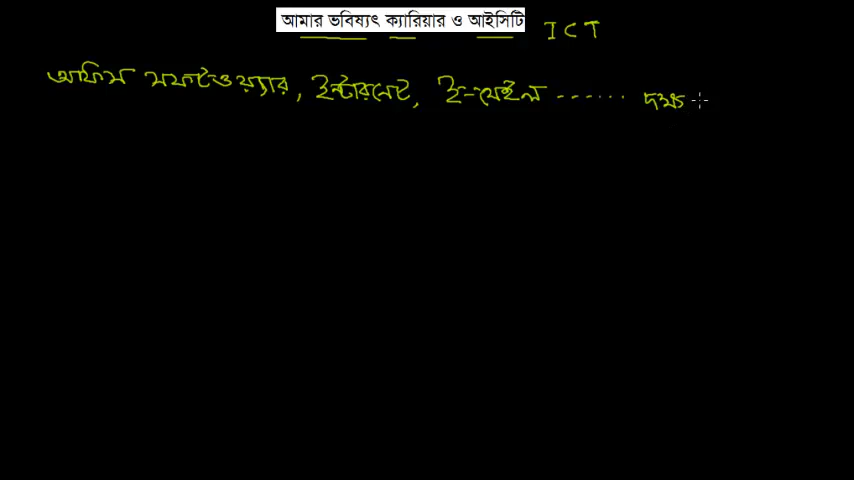 আমার ভবিষ্যৎ ক্যারিয়ার ও আইসিটি ICT
অফিস সফটওয়্যার, ইন্টারনেট, ই-মেইল ...... দক্ষ